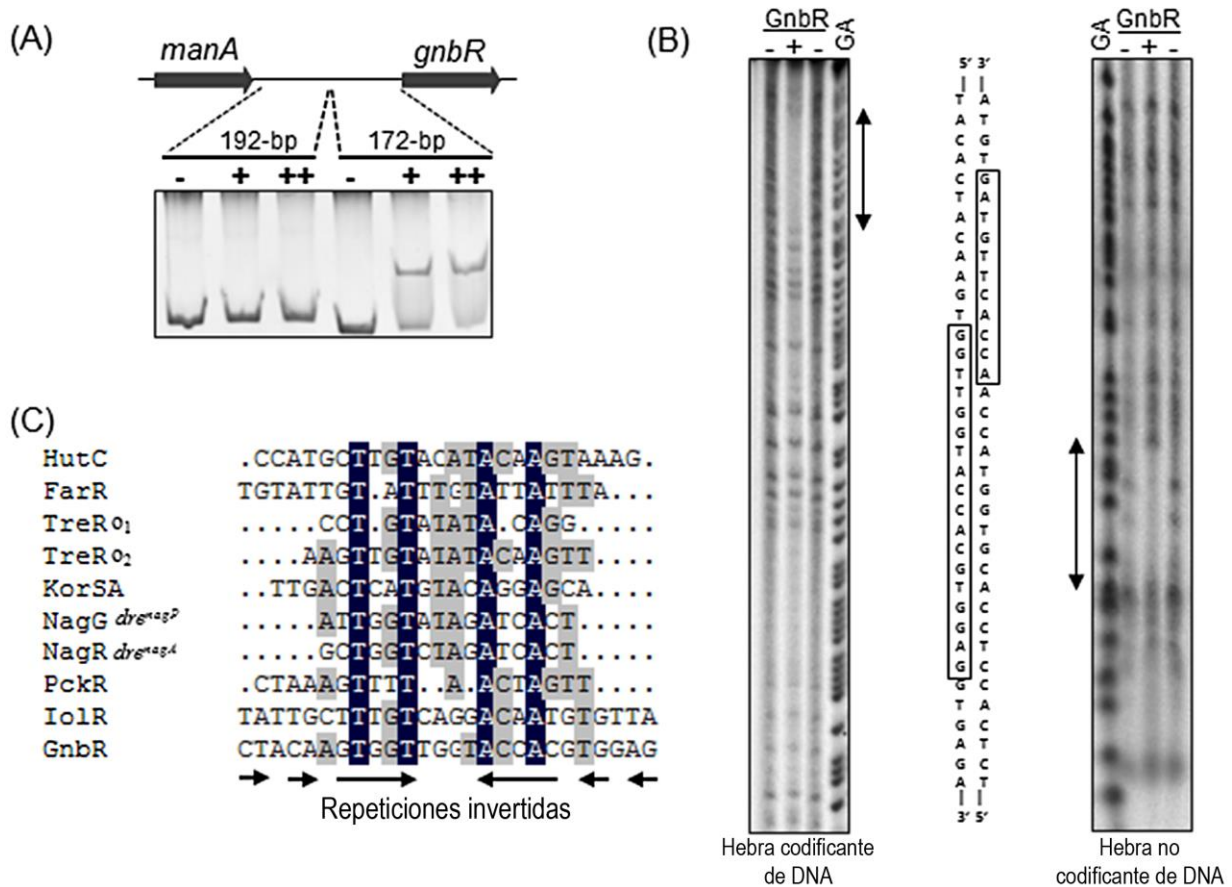 (A)
manA gnbR
192-bp 172-bp
- + ++ - + ++
(B)
GnbR
- + - GA
5′ 3′
T A C A C T A C A A G T G G T T G G T A C C A C G T G G A G G T G A G A
A T G T G A T G T T C A C C A A C C A T G G T G C A C C T C C A C T C T
3′ 5′
GnbR
GA - + -
Hebra codificante
de DNA
Hebra no
codificante de DNA
(C)
HutC .CCATGCTTGTACATACAAGTAAAG.
FarR TGTATTGT.ATTTGTATTATTTA...
TreR O1 .....CCT.GTATATA.CAGG.....
TreR O2 ....AAGTTGTATATACAAGTT....
KorSA ..TTGACTCATGTACAGGAGCA....
NagG dre nagP .....ATTGGTATAGATCACT.....
NagR dre nagA .....GCTGGTCTAGATCACT.....
PckR .CTAAAGTTTT..A.ACTAGTT....
IolR TATTGCTTTGTCAGGACAATGTGTTA
GnbR CTACAAGTGGTTGGTACCACGTGGAG
Repeticiones invertidas